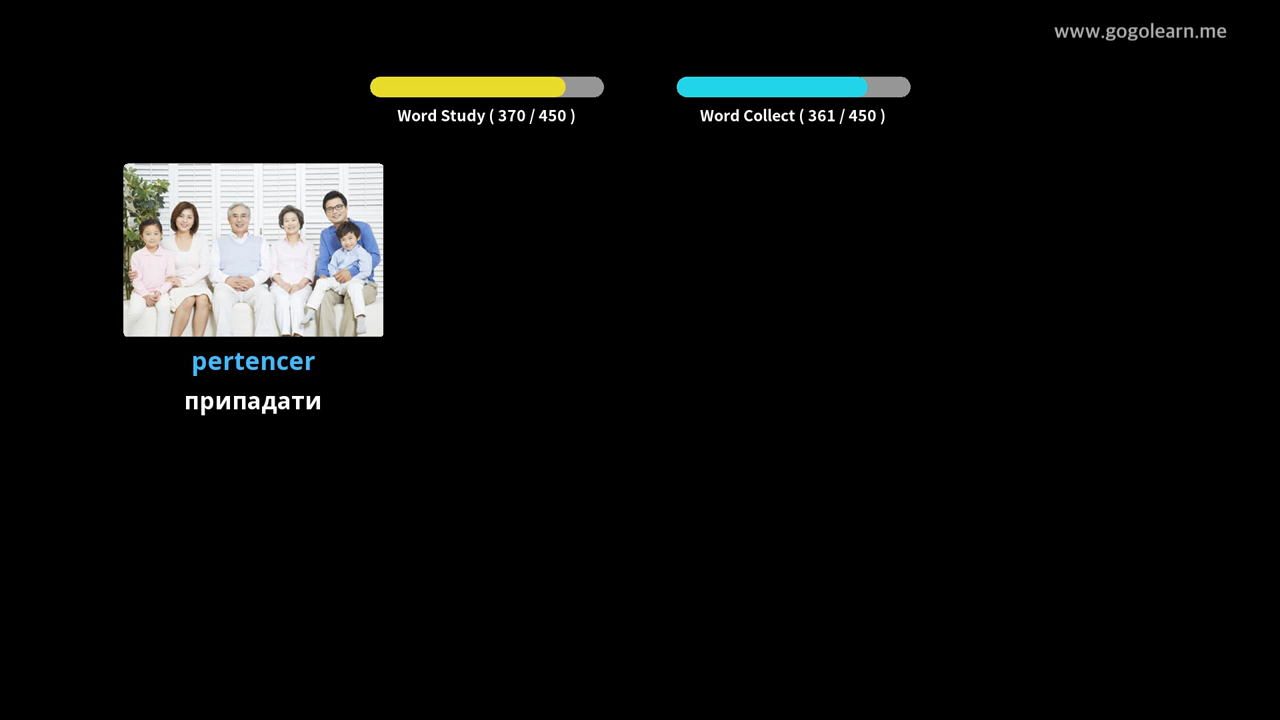 www.gogolearn.me
Word Study ( 370 / 450 )
Word Collect ( 361 / 450 )
pertencer
припадати